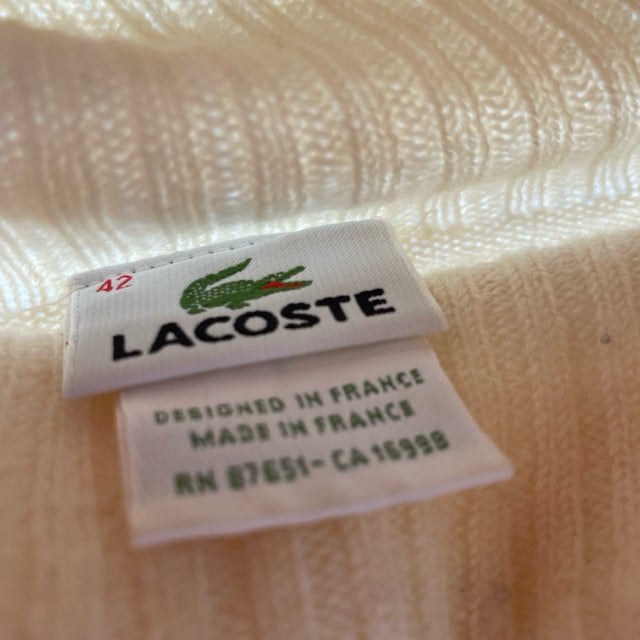 42
LACOSTE
DESIGNED IN FRANCE
MADE IN FRANCE
RN 87651-CA 16998